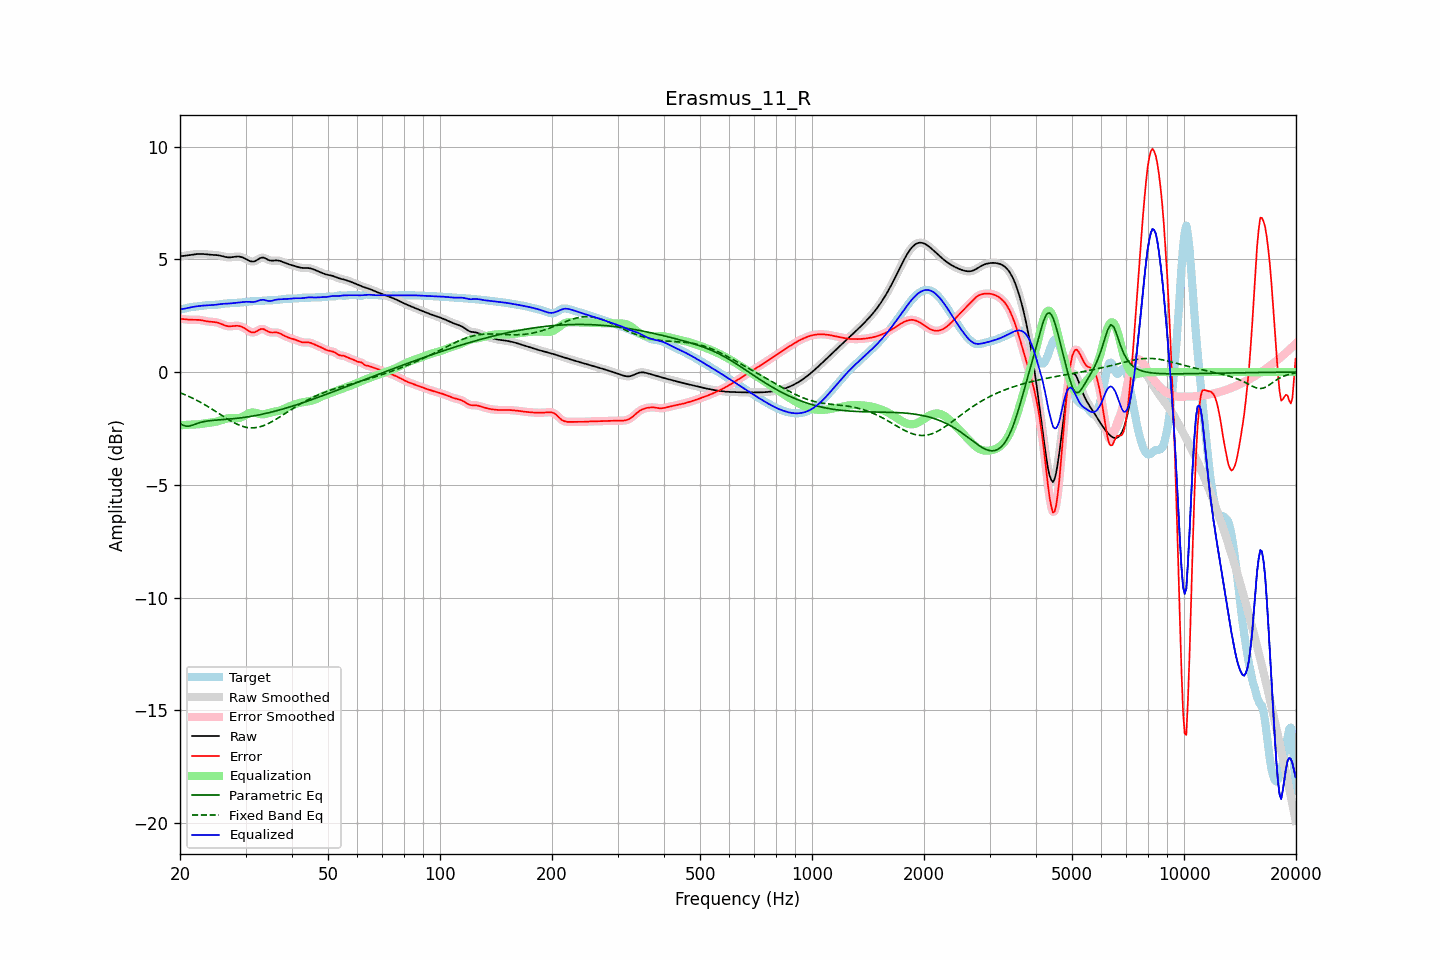 Erasmus_11_R
Amplitude (dBr)
10
5
0
−5
−10
−15
−20
Target
Raw Smoothed
Error Smoothed
Raw
Error
Equalization
Parametric Eq
Fixed Band Eq
Equalized
20 50 100 200 500 1000 2000 5000 10000 20000
Frequency (Hz)